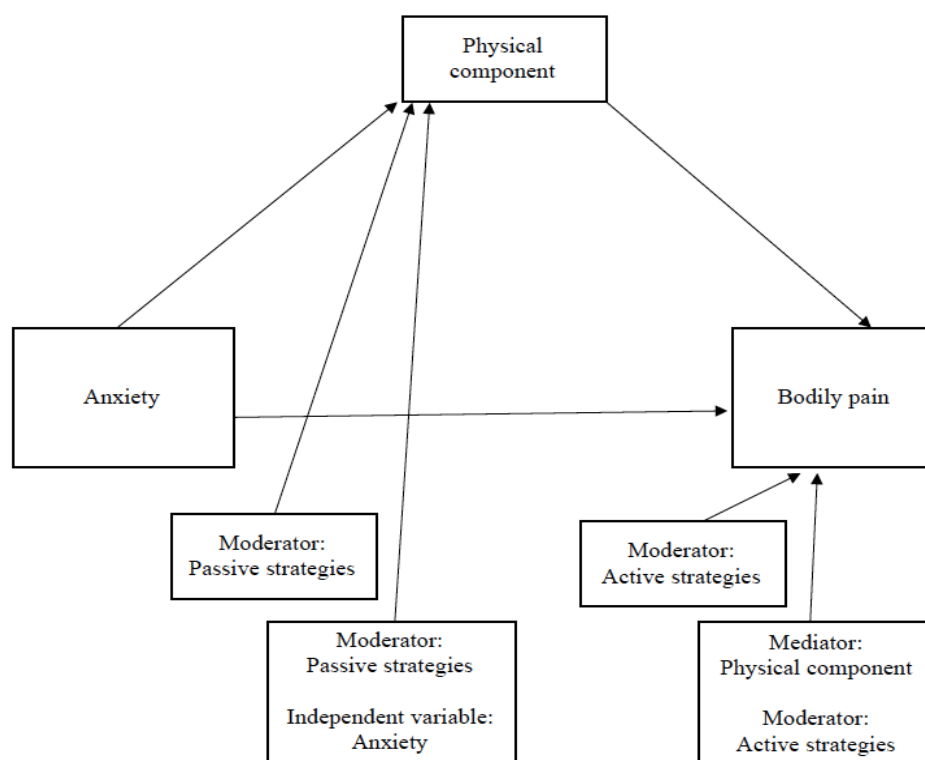 Physical
component
Anxiety
Bodily pain
Moderator:
Passive strategies
Moderator:
Active strategies
Moderator:
Passive strategies
Independent variable:
Anxiety
Mediator:
Physical component
Moderator:
Active strategies